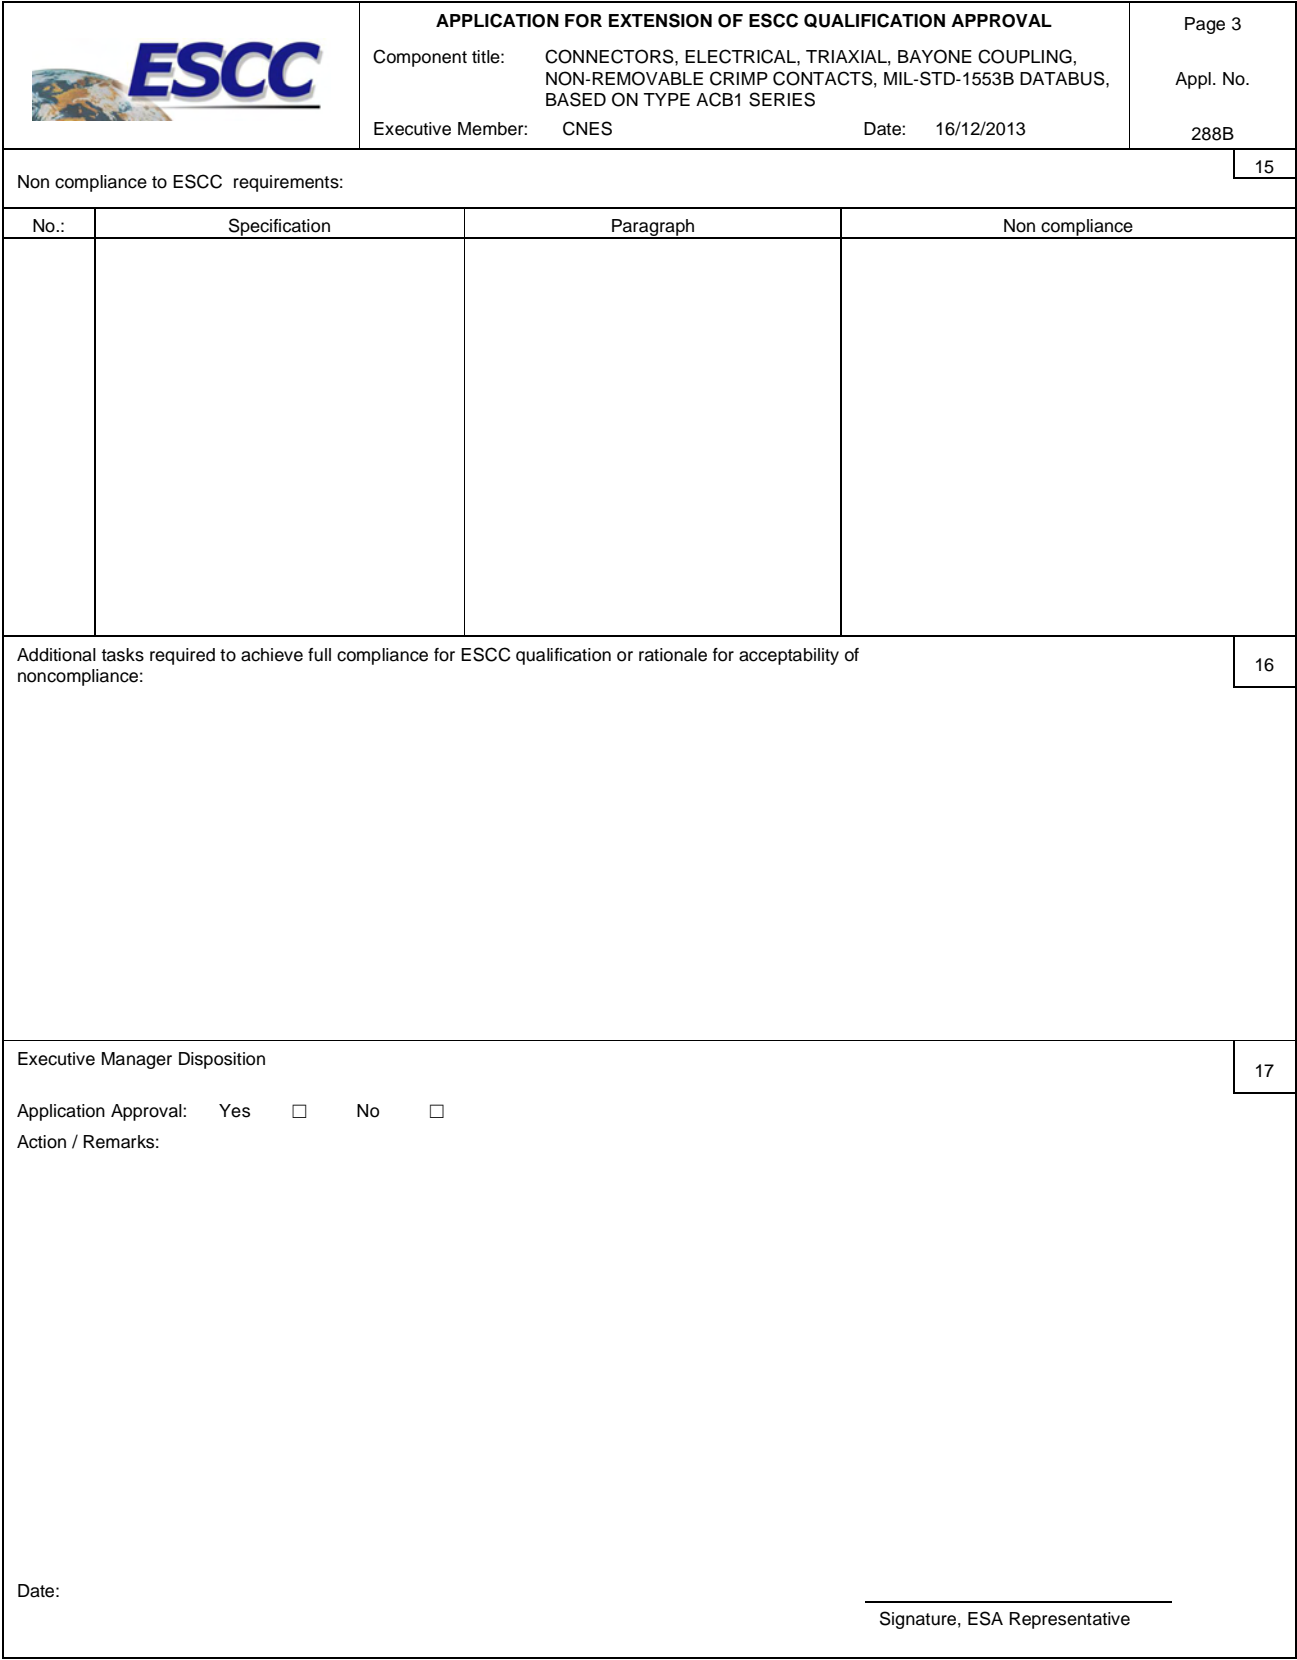 ESCC
APPLICATION FOR EXTENSION OF ESCC QUALIFICATION APPROVAL
Component title: CONNECTORS, ELECTRICAL, TRIAXIAL, BAYONE COUPLING,
NON-REMOVABLE CRIMP CONTACTS, MIL-STD-1553B DATABUS,
BASED ON TYPE ACB1 SERIES
Executive Member: CNES Date: 16/12/2013
Page 3
Appl. No.
288B
Non compliance to ESCC requirements:
15
No.: Specification Paragraph Non compliance
Additional tasks required to achieve full compliance for ESCC qualification or rationale for acceptability of
noncompliance:
16
Executive Manager Disposition
17
Application Approval: Yes ☐ No ☐
Action / Remarks:
Date:
Signature, ESA Representative